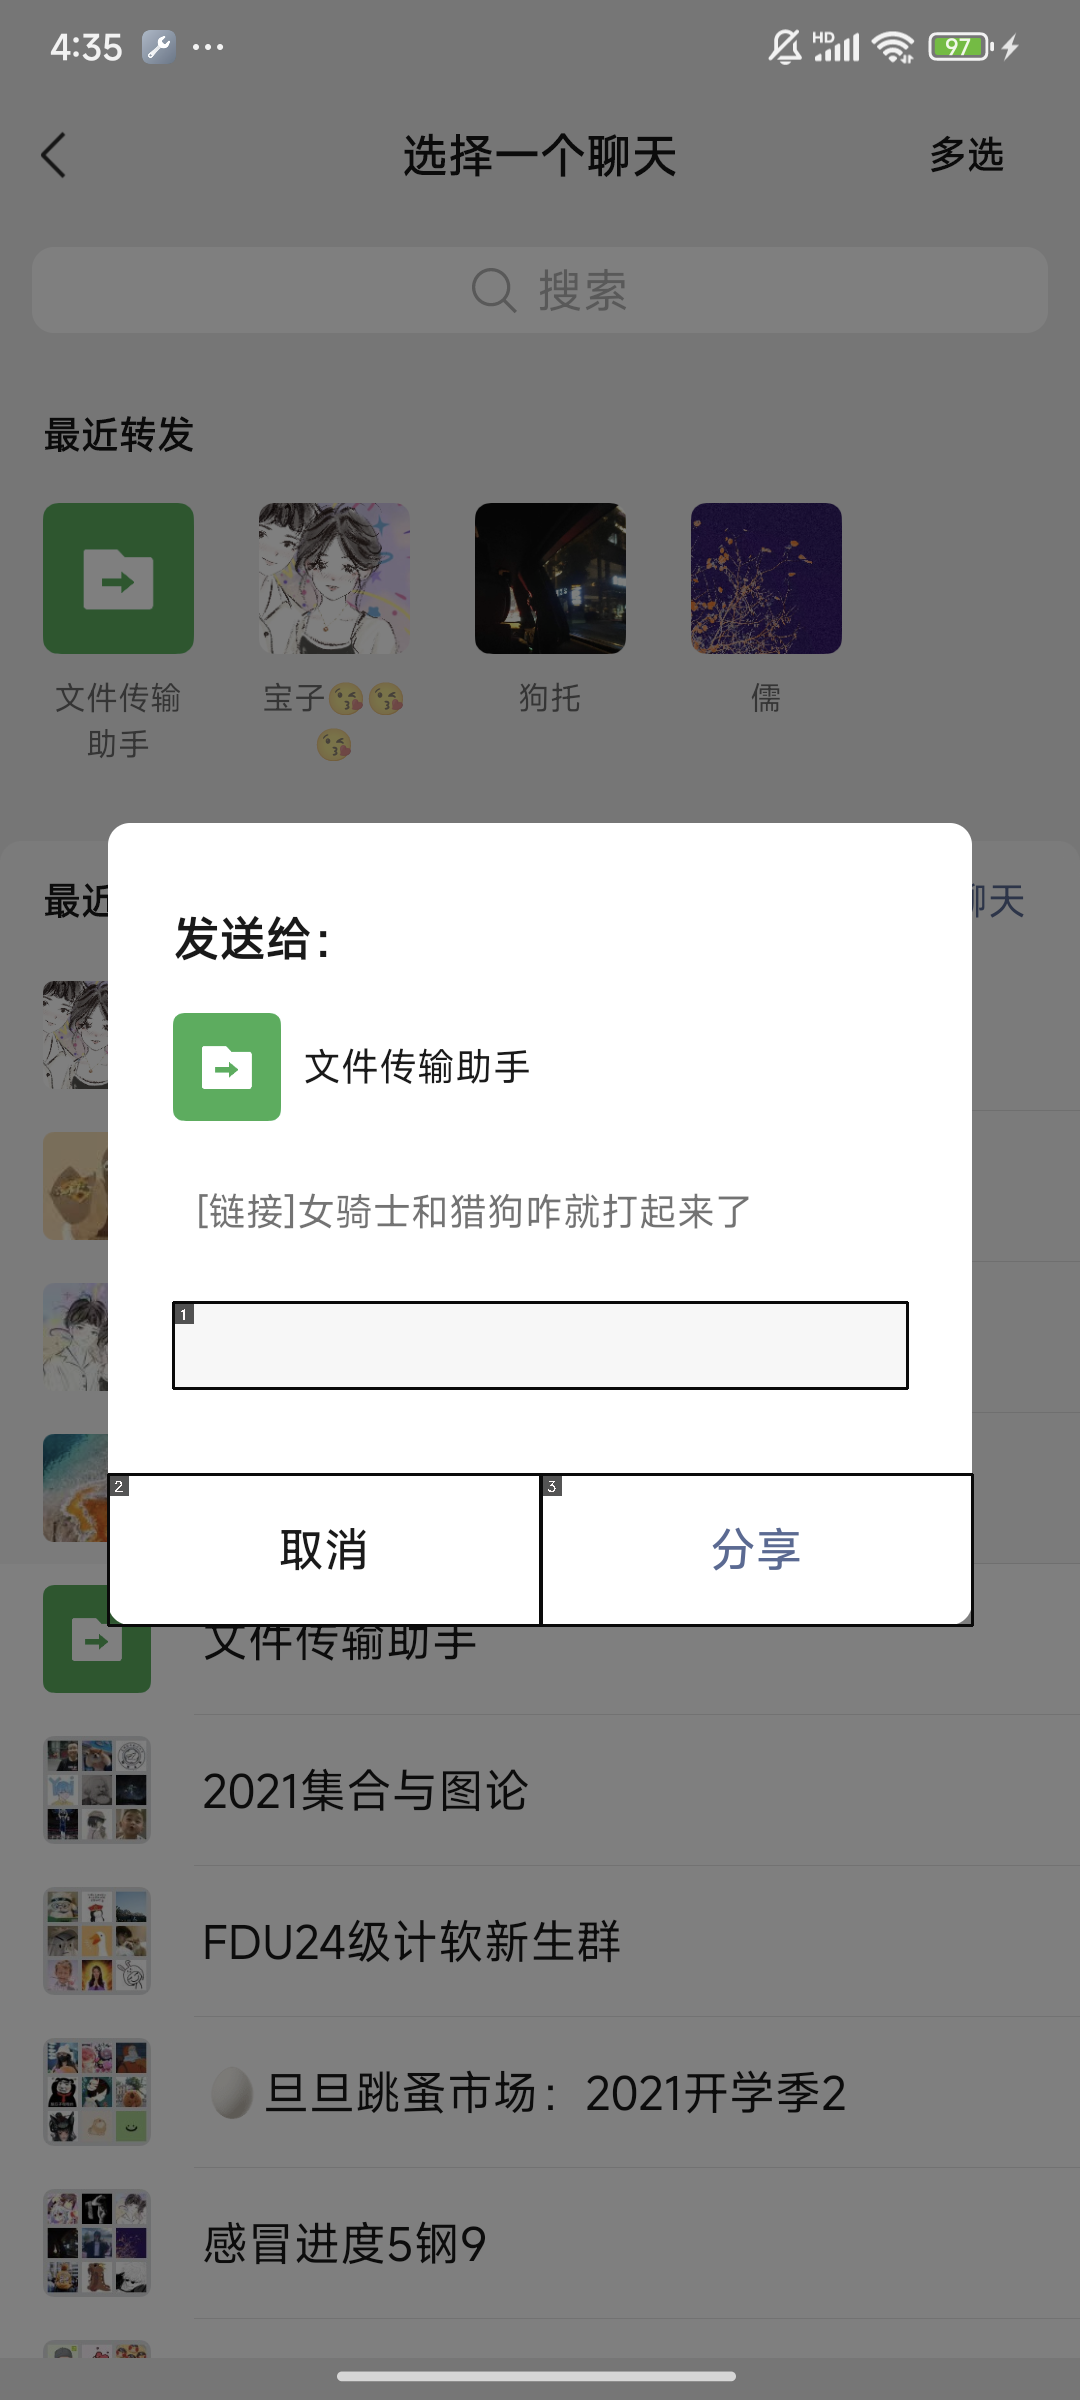 4:35
HD
97
选择一个聊天
多选
搜索
最近转发
文件传输
助手
宝子😘😘
😘
狗托
儒
最近
聊天
发送给：
文件传输助手
[链接]女骑士和猎狗咋就打起来了
1
2
取消
3
分享
文件传输助手
2021集合与图论
FDU24级计软新生群
🥚旦旦跳蚤市场：2021开学季2
感冒进度5钢9